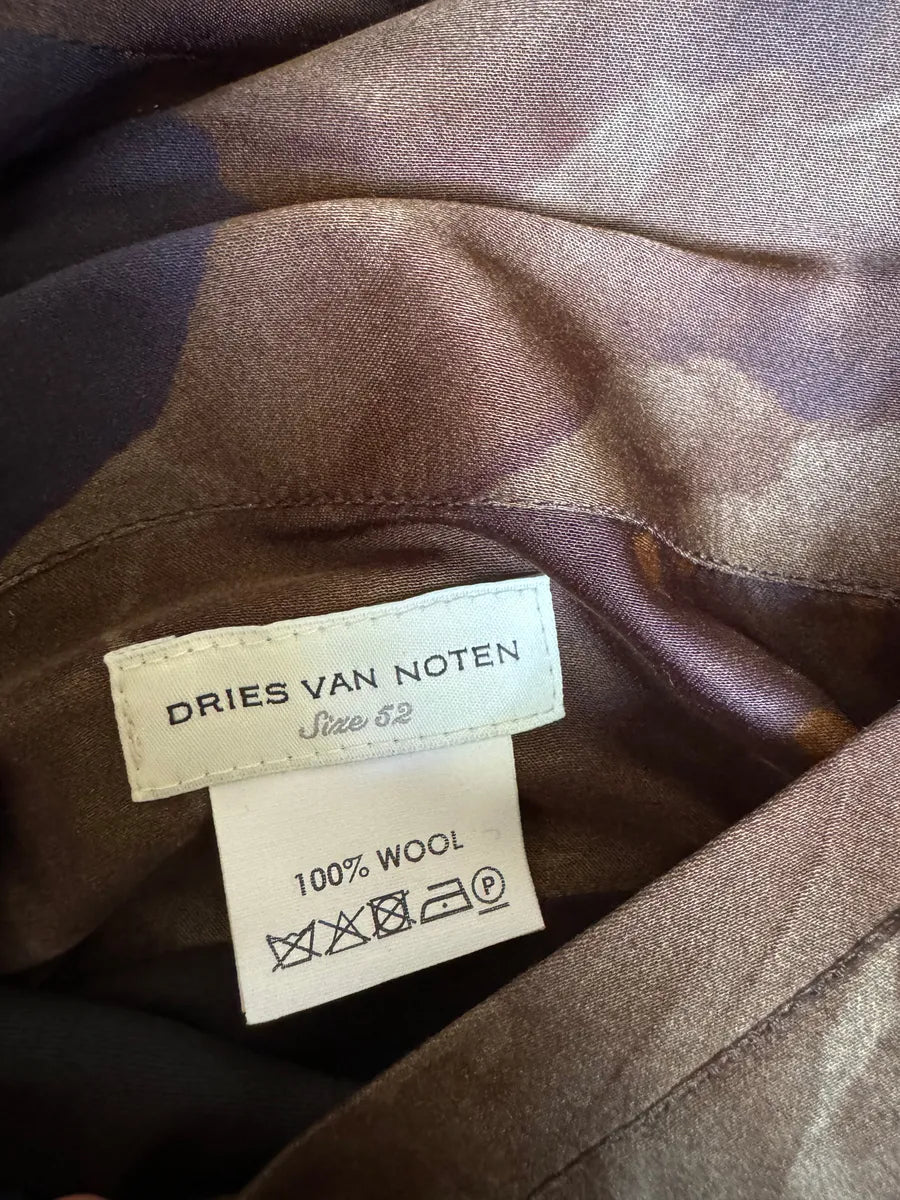 DRIES VAN NOTEN
Size 52
100% WOOL
P